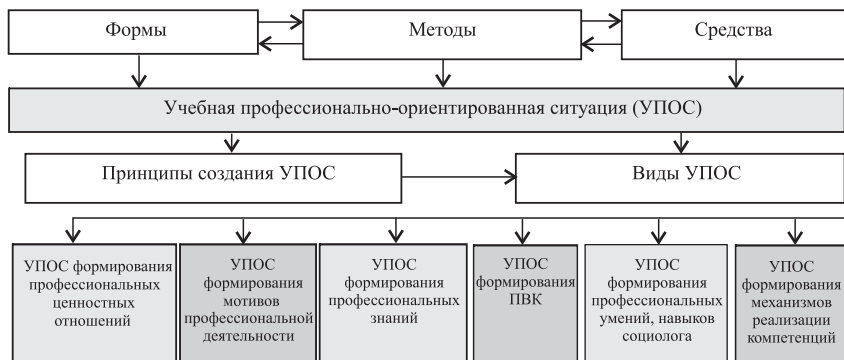 Формы
Методы
Средства
Учебная профессионально-ориентированная ситуация (УПОС)
Принципы создания УПОС
Виды УПОС
УПОС формирования
профессиональных
ценностных
отношений
УПОС
формирования
мотивов
профессиональной
деятельности
УПОС
формирования
профессиональных
знаний
УПОС
формирования
ПВК
УПОС
формирования
профессиональных
умений, навыков
социолога
УПОС
формирования
механизмов
реализации
компетенций